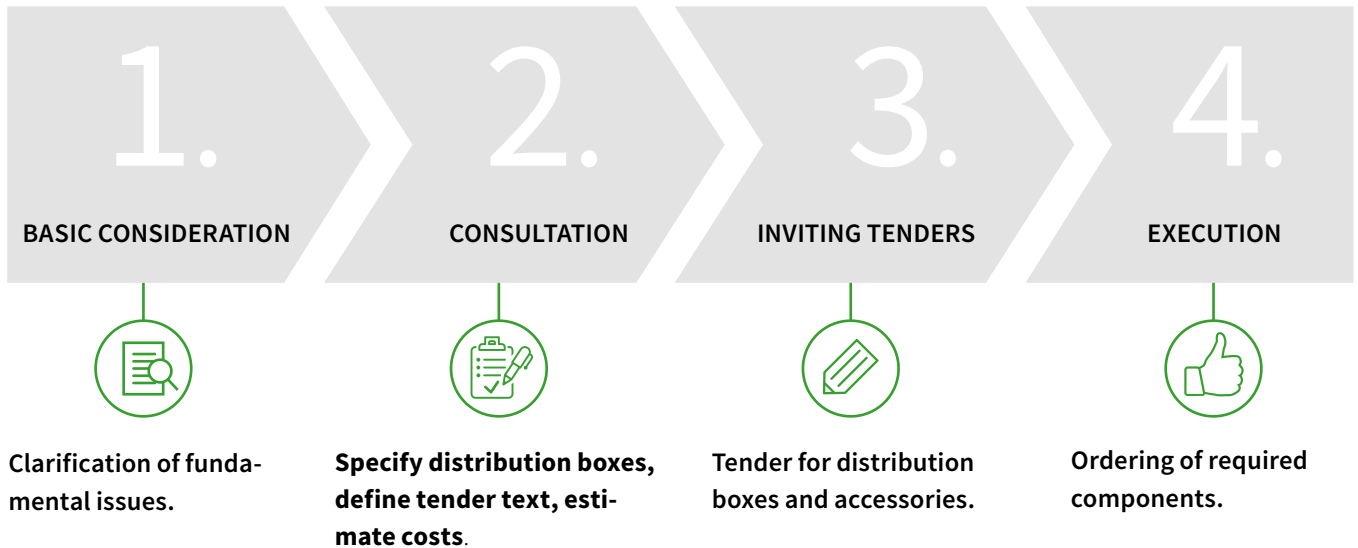 1.
BASIC CONSIDERATION
Clarification of funda-
mental issues.
2.
CONSULTATION
Specify distribution boxes,
define tender text, esti-
mate costs.
3.
INVITING TENDERS
Tender for distribution
boxes and accessories.
4.
EXECUTION
Ordering of required
components.